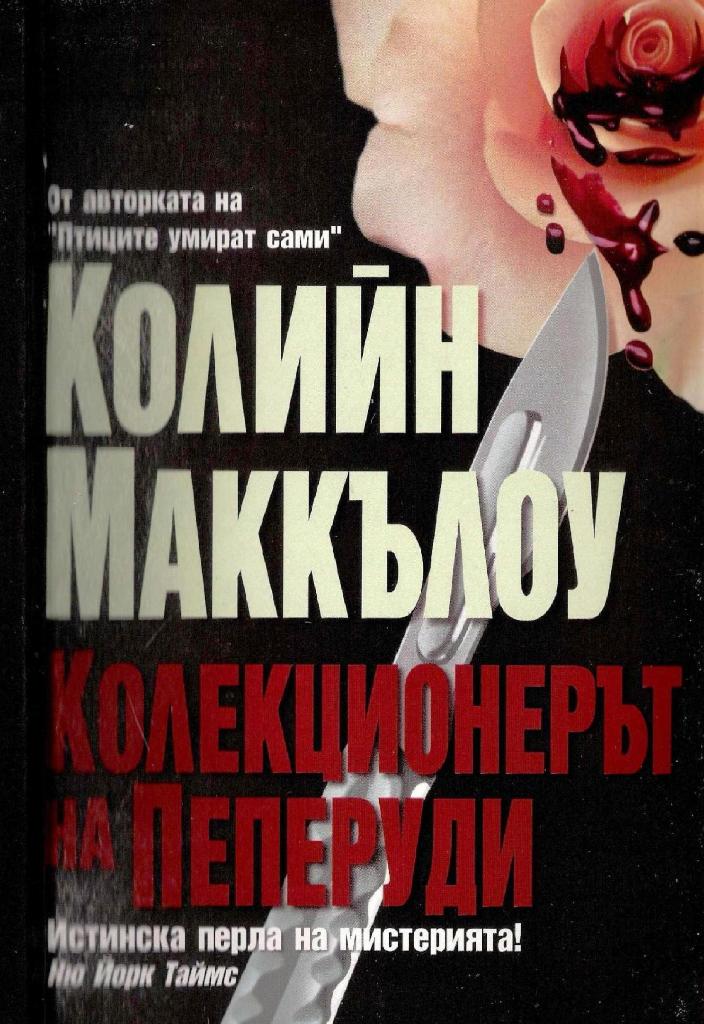 От авторката на
"Птиците умират сами"
Колийн
Маккълоу
Колекционерът
на Пеперуди
Истинска перла на мистерията!
Ню Йорк Таймс